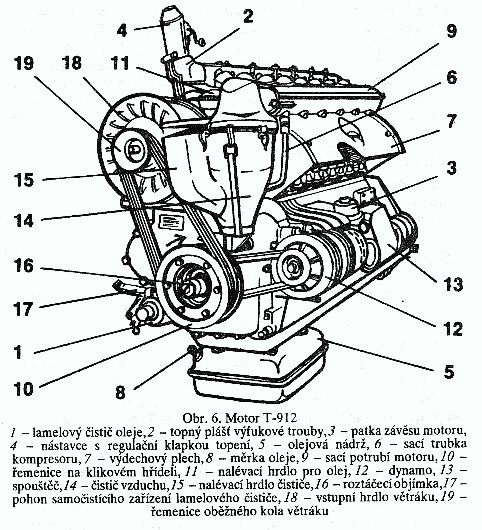 4
2
9
19
18
11
6
7
15
3
14
16
17
13
1
12
10
8
5
Obr. 6. Motor T-912
1 – lamelový čistič oleje, 2 – topný plášť výfukové trouby, 3 – patka závěsu motoru,
4 – nástavce s regulační klapkou topení, 5 – olejová nádrž, 6 – sací trubka
kompresoru, 7 – výdechový plech, 8 – měrka oleje, 9 – sací potrubí motoru, 10 –
řemenice na klikovém hřídeli, 11 – nalévací hrdlo pro olej, 12 – dynamo, 13 –
spouštěč, 14 – čistič vzduchu, 15 – nalévací hrdlo čističe, 16 – roztáčecí objímka, 17 –
pohon samočistícího zařízení lamelového čističe, 18 – vstupní hrdlo větráku, 19 –
řemenice oběžného kola větráku